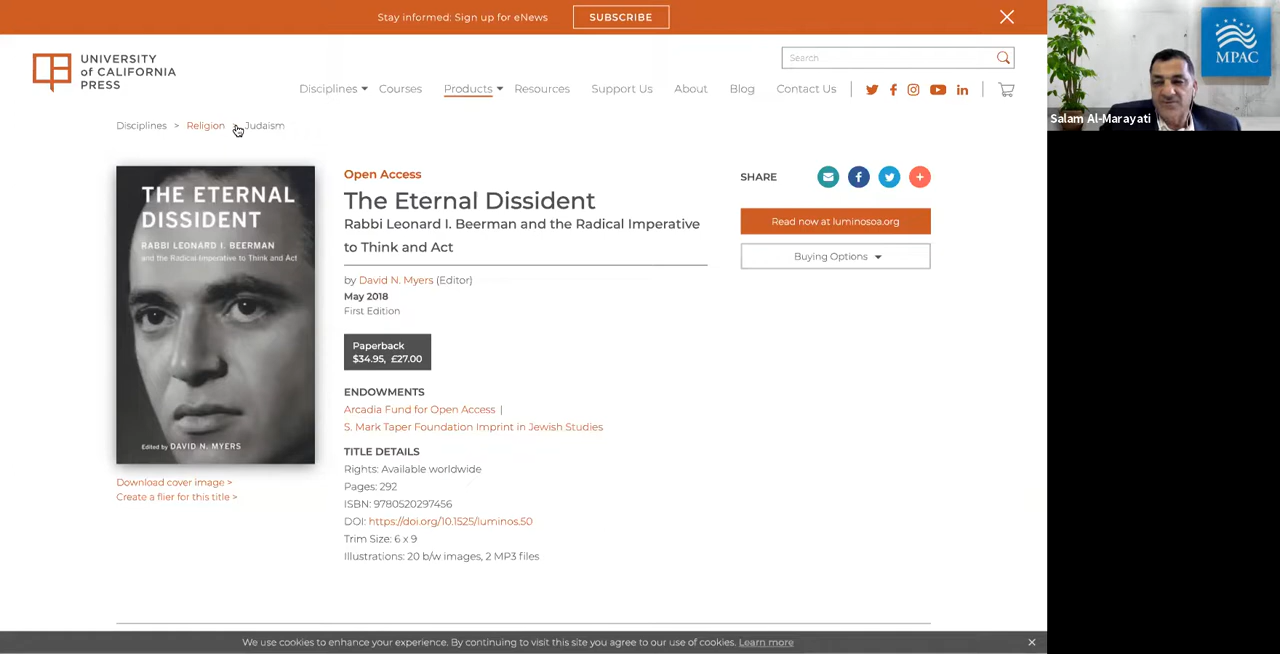 Stay informed: Sign up for eNews
SUBSCRIBE
UNIVERSITY
of CALIFORNIA
PRESS
Search
Disciplines
Courses
Products
Resources
Support Us
About
Blog
Contact Us
MPAC
Salam Al-Marayati
Disciplines > Religion > Judaism
THE ETERNAL
DISSIDENT
RABBI LEONARD I. BEERMAN
and the Radical Imperative to Think and Act
Edited by DAVID N. MYERS
Download cover image >
Create a flier for this title >
Open Access
The Eternal Dissident
Rabbi Leonard I. Beerman and the Radical Imperative
to Think and Act
by David N. Myers (Editor)
May 2018
First Edition
Paperback
$34.95, £27.00
ENDOWMENTS
Arcadia Fund for Open Access |
S. Mark Taper Foundation Imprint in Jewish Studies
TITLE DETAILS
Rights: Available worldwide
Pages: 292
ISBN: 9780520297456
DOI: https://doi.org/10.1525/luminos.50
Trim Size: 6 x 9
Illustrations: 20 b/w images, 2 MP3 files
SHARE
Read now at luminosoa.org
Buying Options
We use cookies to enhance your experience. By continuing to visit this site you agree to our use of cookies. Learn more